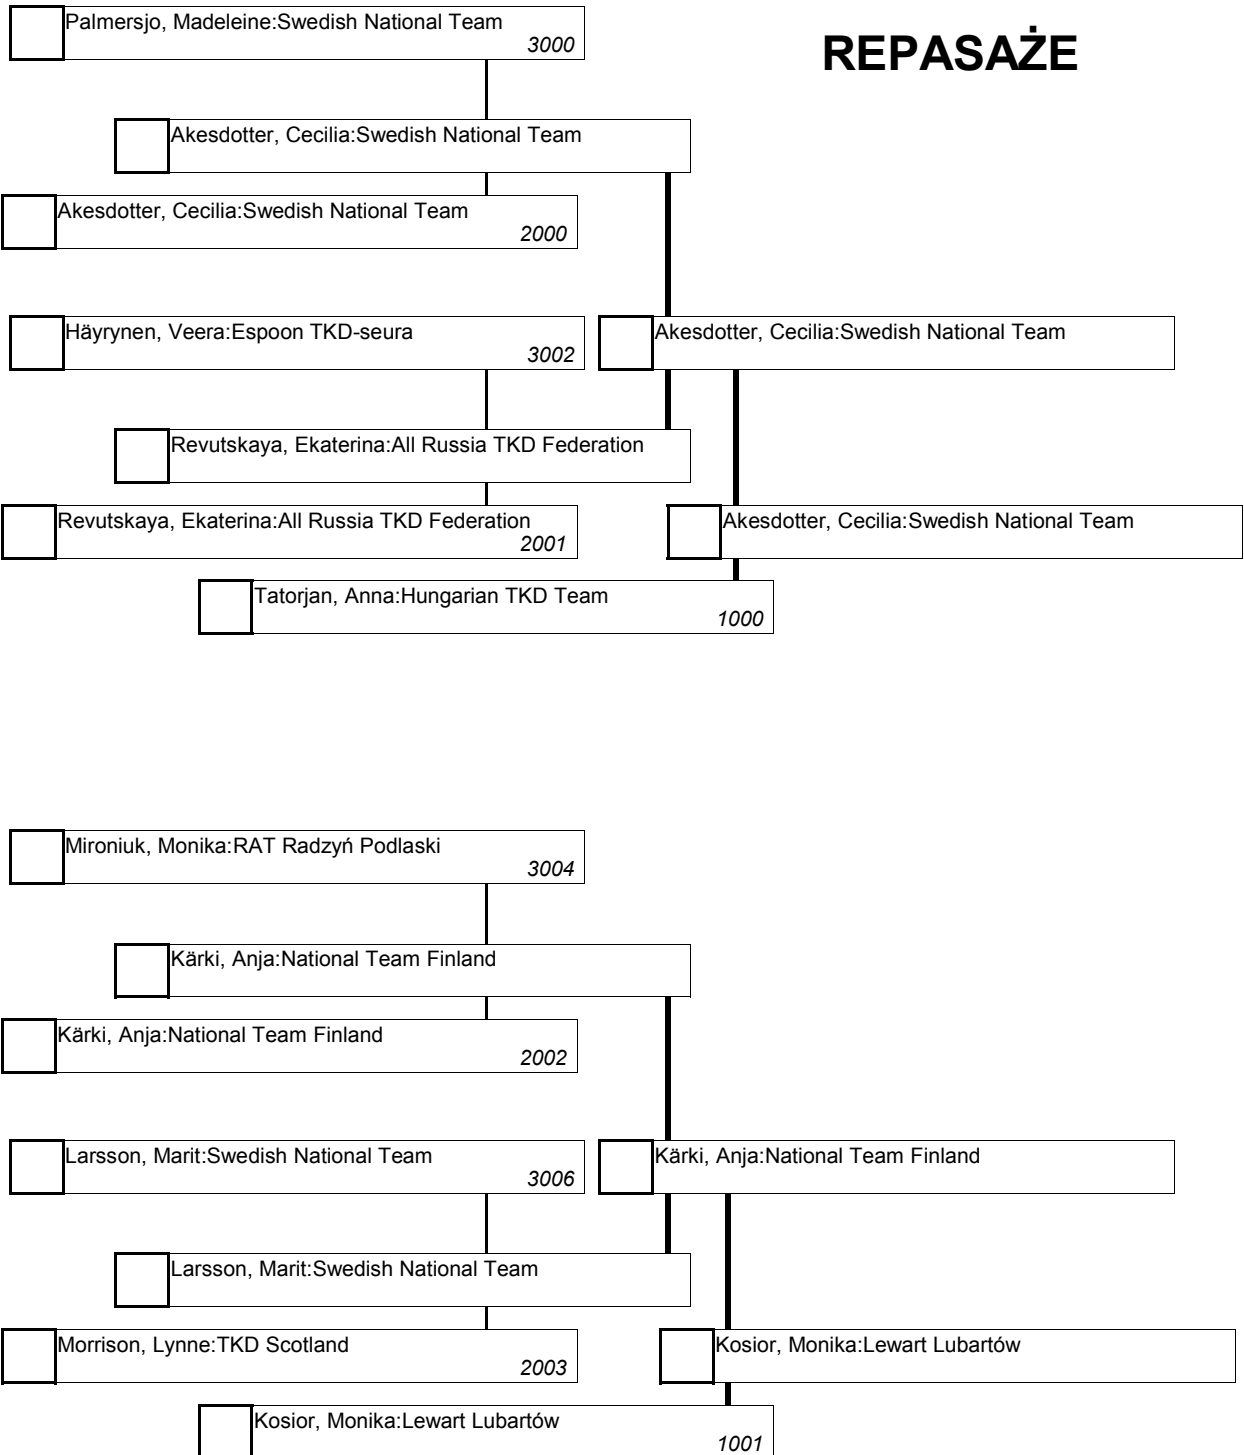 Palmersjo, Madeleine:Swedish National Team
3000
REPASAŻE
Akesdotter, Cecilia:Swedish National Team
Akesdotter, Cecilia:Swedish National Team
2000
Häyrynen, Veera:Espoon TKD-seura
3002
Akesdotter, Cecilia:Swedish National Team
Revutskaya, Ekaterina:All Russia TKD Federation
Revutskaya, Ekaterina:All Russia TKD Federation
2001
Akesdotter, Cecilia:Swedish National Team
Tatorjan, Anna:Hungarian TKD Team
1000
Mironiuk, Monika:RAT Radzyń Podlaski
3004
Kärki, Anja:National Team Finland
Kärki, Anja:National Team Finland
2002
Larsson, Marit:Swedish National Team
3006
Kärki, Anja:National Team Finland
Larsson, Marit:Swedish National Team
Morrison, Lynne:TKD Scotland
2003
Kosior, Monika:Lewart Lubartów
Kosior, Monika:Lewart Lubartów
1001